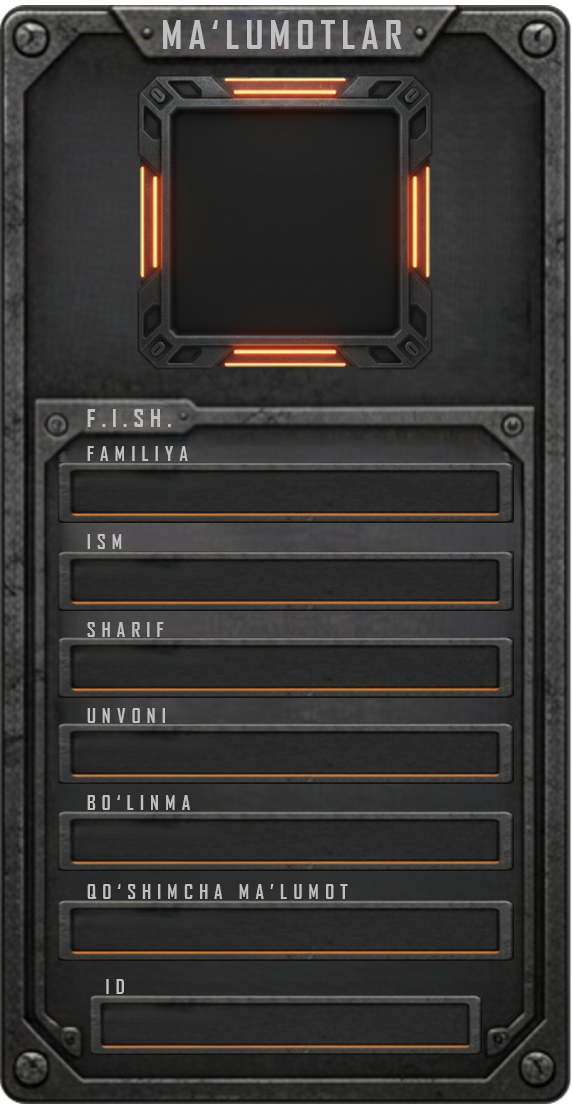 MA‘LUMOTLAR
F.I.SH.
FAMILIYA
ISM
SHARIF
UNVONI
BO‘LINMA
QO‘SHIMCHA MA’LUMOT
ID